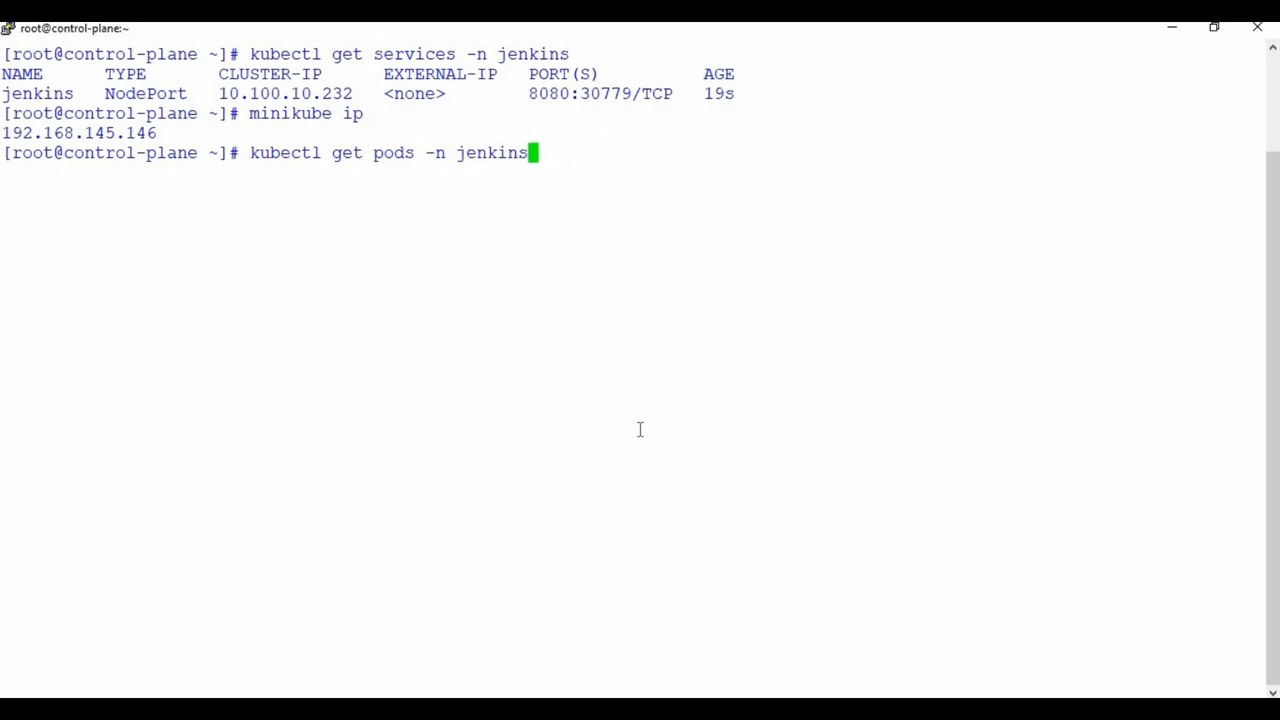 root@control-plane:~
[root@control-plane ~]# kubectl get services -n jenkins
NAME TYPE CLUSTER-IP EXTERNAL-IP PORT(S) AGE
jenkins NodePort 10.100.10.232 <none> 8080:30779/TCP 19s
[root@control-plane ~]# minikube ip
192.168.145.146
[root@control-plane ~]# kubectl get pods -n jenkins